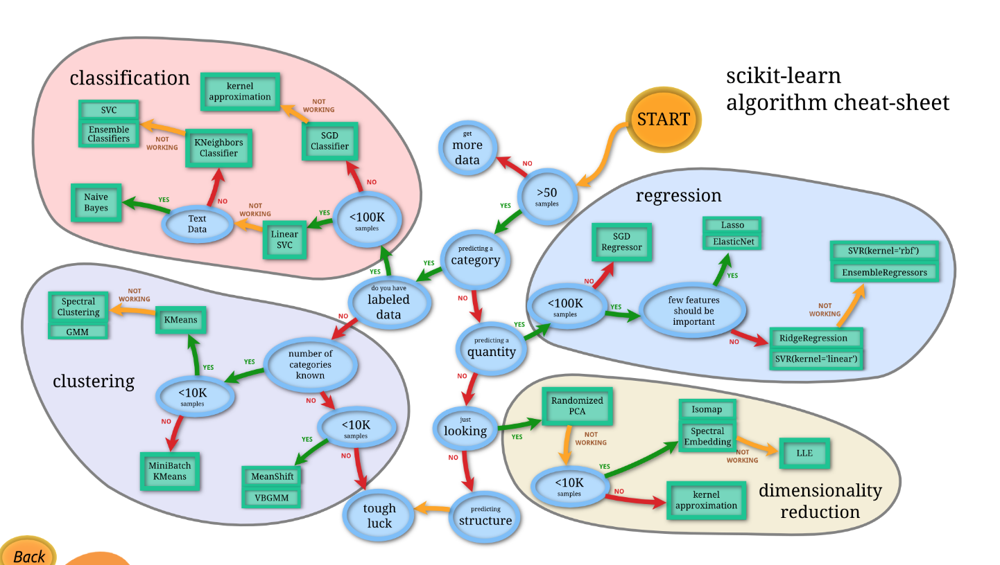 scikit-learn
algorithm cheat-sheet
START
classification
kernel
approximation
NOT
WORKING
SVC
Ensemble
Classifiers
NOT
WORKING
KNeighbors
Classifier
SGD
Classifier
NO
Naive
Bayes
YES
NO
Text
Data
NOT
WORKING
Linear
SVC
YES
<100K
samples
YES
get
more
data
NO
>50
samples
YES
predicting a
category
YES
NO
do you have
labeled
data
NO
predicting a
quantity
YES
NO
just
looking
YES
NO
predicting
structure
tough
luck
regression
SGD
Regressor
NO
<100K
samples
YES
Lasso
ElasticNet
YES
few features
should be
important
NO
SVR(kernel='rbf')
EnsembleRegressors
NOT
WORKING
RidgeRegression
SVR(kernel='linear')
clustering
Spectral
Clustering
GMM
NOT
WORKING
KMeans
YES
<10K
samples
YES
number of
categories
known
NO
NO
MiniBatch
KMeans
<10K
samples
YES
NO
MeanShift
VBGMM
Randomized
PCA
NOT
WORKING
<10K
samples
YES
NO
Isomap
Spectral
Embedding
NOT
WORKING
LLE
kernel
approximation
dimensionality
reduction
Back